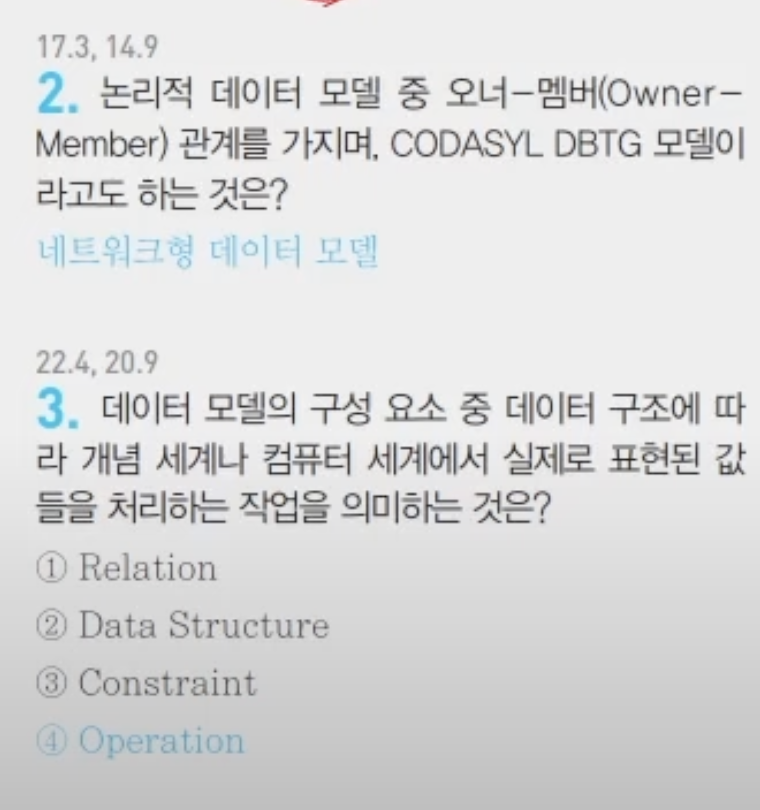 17.3, 14.9
2. 논리적 데이터 모델 중 오너-멤버(Owner-
Member) 관계를 가지며, CODASYL DBTG 모델이
라고도 하는 것은?
네트워크형 데이터 모델
22.4, 20.9
3. 데이터 모델의 구성 요소 중 데이터 구조에 따
라 개념 세계나 컴퓨터 세계에서 실제로 표현된 값
들을 처리하는 작업을 의미하는 것은?
① Relation
② Data Structure
③ Constraint
④ Operation